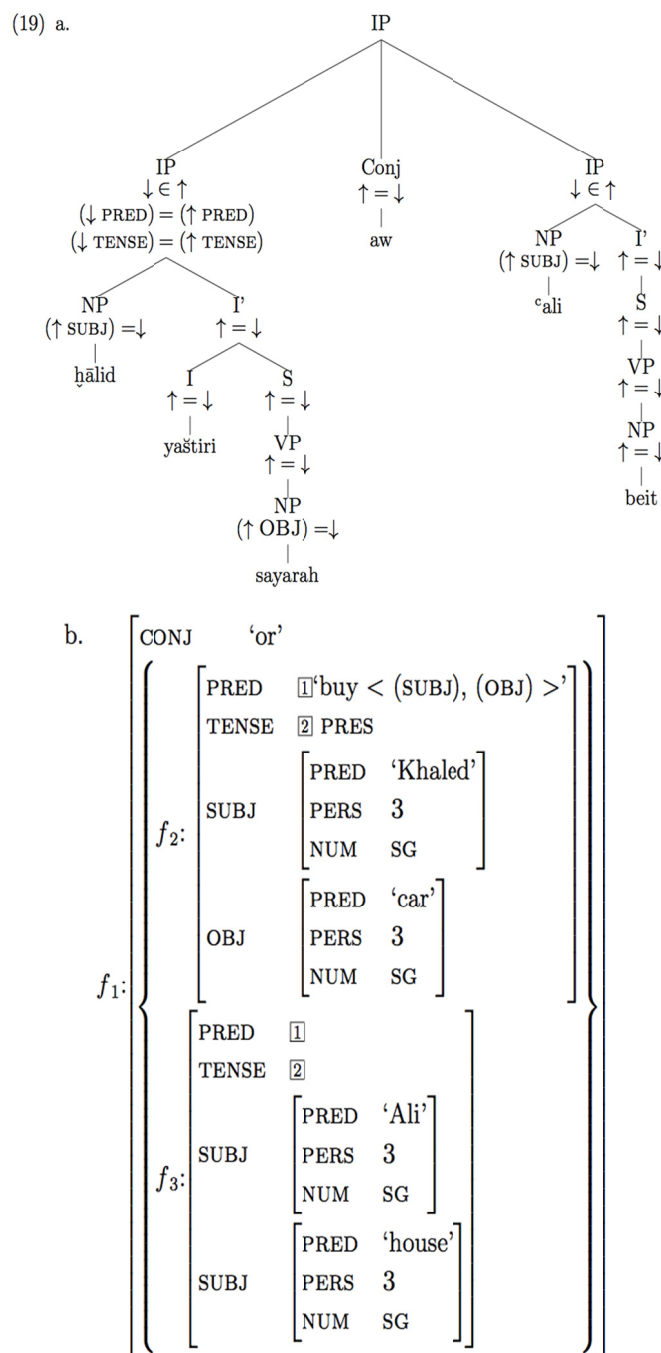 (19) a. IP
IP Conj IP
↓ ∈ ↑ ↑ = ↓ ↓ ∈ ↑
(↓ PRED) = (↑ PRED)
(↓ TENSE) = (↑ TENSE) aw
NP I’
(↑ SUBJ) =↓ ↑ = ↓
NP I’ ᶜali S
(↑ SUBJ) =↓ ↑ = ↓ ↑ = ↓
ḫālid I S VP
↑ = ↓ ↑ = ↓ ↑ = ↓
yaštiri VP NP
↑ = ↓ ↑ = ↓
NP beit
(↑ OBJ) =↓
sayarah
b. CONJ ‘or’
PRED 1‘buy < (SUBJ), (OBJ) >’
TENSE 2 PRES
PRED ‘Khaled’
SUBJ PERS 3
f2: NUM SG
PRED ‘car’
OBJ PERS 3
f1: NUM SG
PRED 1
TENSE 2
PRED ‘Ali’
SUBJ PERS 3
f3: NUM SG
PRED ‘house’
SUBJ PERS 3
NUM SG